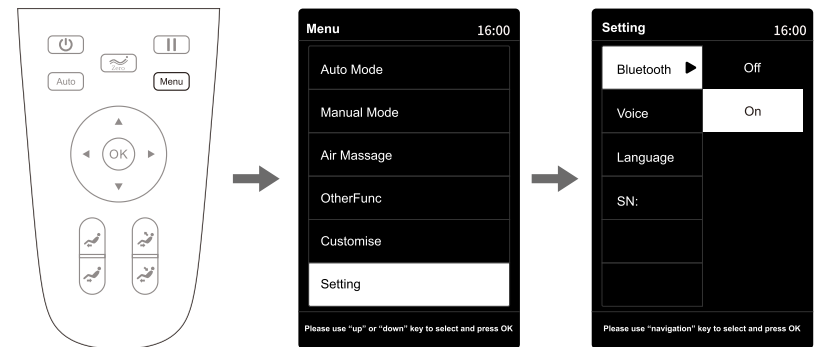 Zero
Auto
Menu
OK
Menu 16:00
Auto Mode
Manual Mode
Air Massage
OtherFunc
Customise
Setting
Please use “up” or “down” key to select and press OK
Setting 16:00
Bluetooth Off
Voice On
Language
SN:
Please use “navigation” key to select and press OK